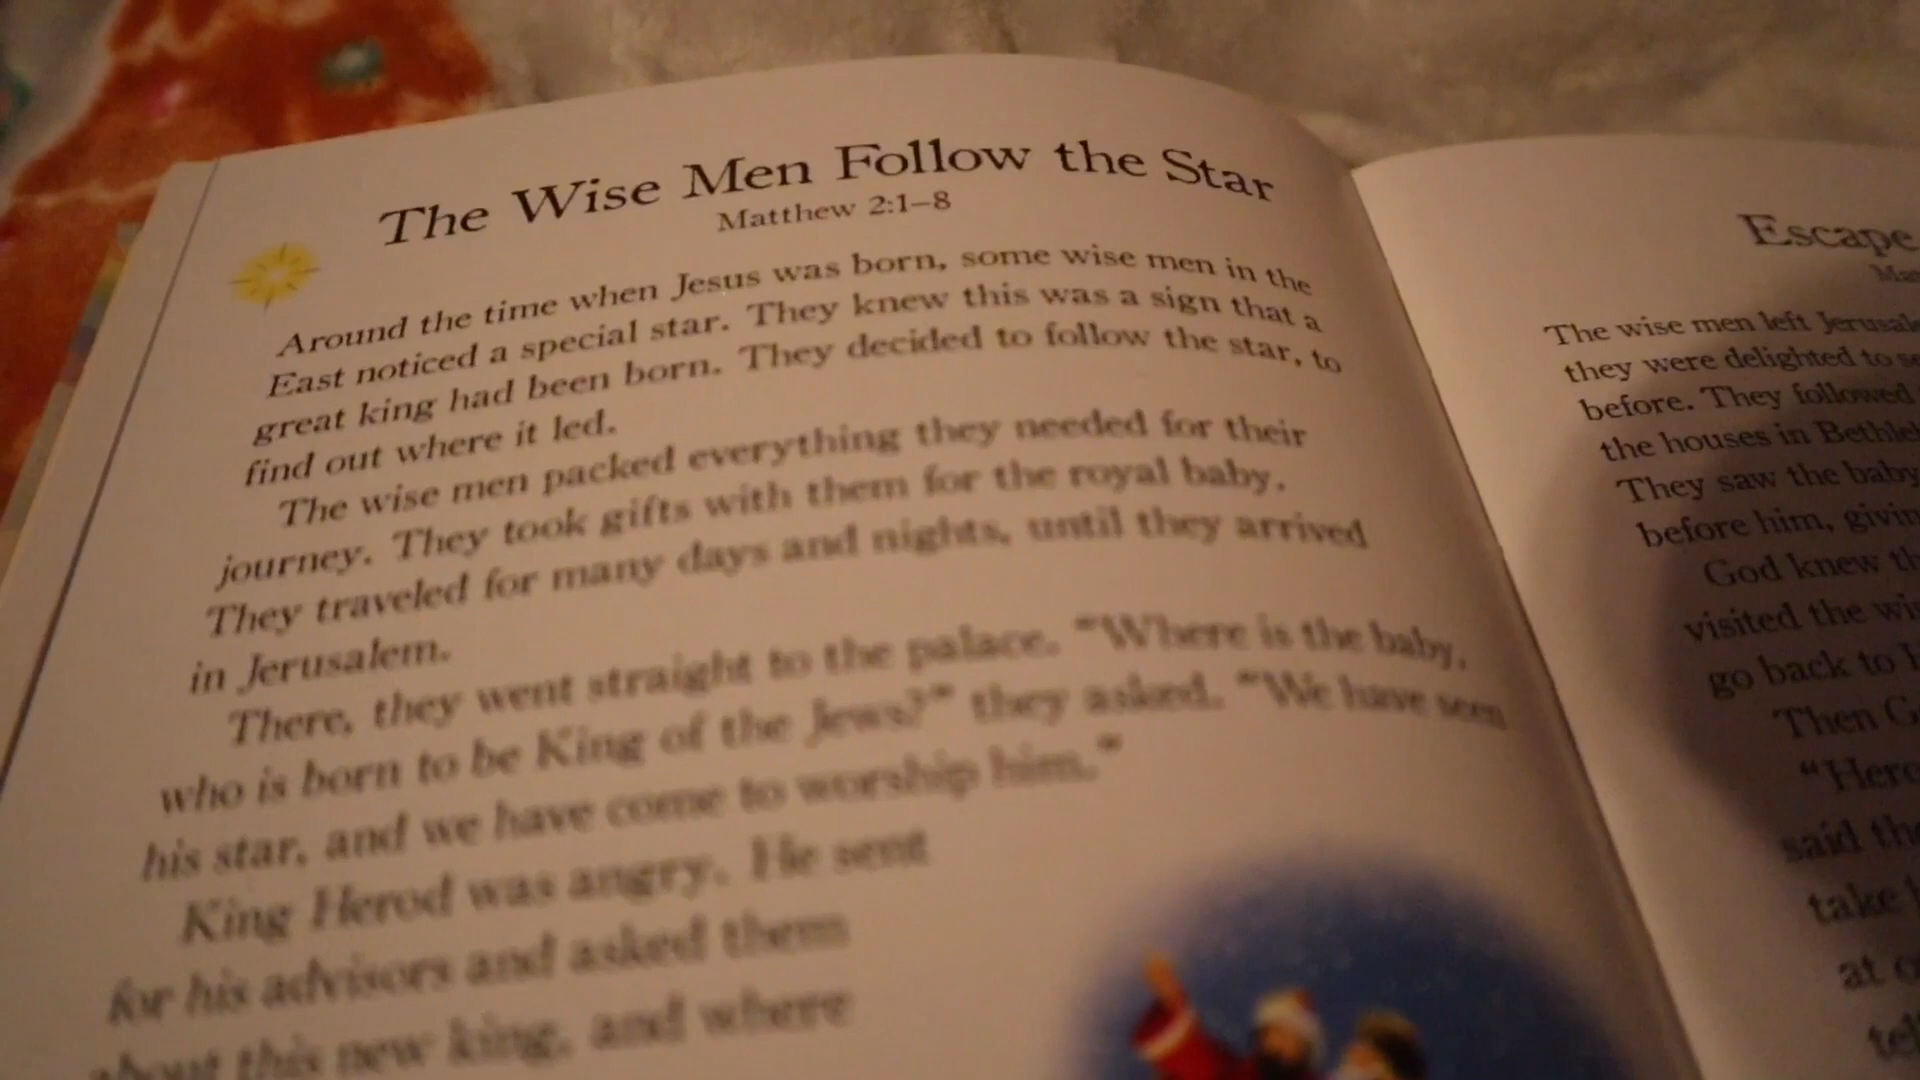 The Wise Men Follow the Star
Matthew 2:1–8
Around the time when Jesus was born, some wise men in the
East noticed a special star. They knew this was a sign that a
great king had been born. They decided to follow the star, to
find out where it led.
The wise men packed everything they needed for their
journey. They took gifts with them for the royal baby.
They traveled for many days and nights, until they arrived
in Jerusalem.
There, they went straight to the palace. “Where is the baby,
who is born to be King of the Jews?” they asked. “We have seen
his star, and we have come to worship him.”
King Herod was angry. He sent
for his advisors and asked them
about this new king, and where
Escape
The wise men left
they were delighted to
before. They followed
the houses in
They saw the baby
before him,
God knew
visited the
go back to
Then
said
take
at